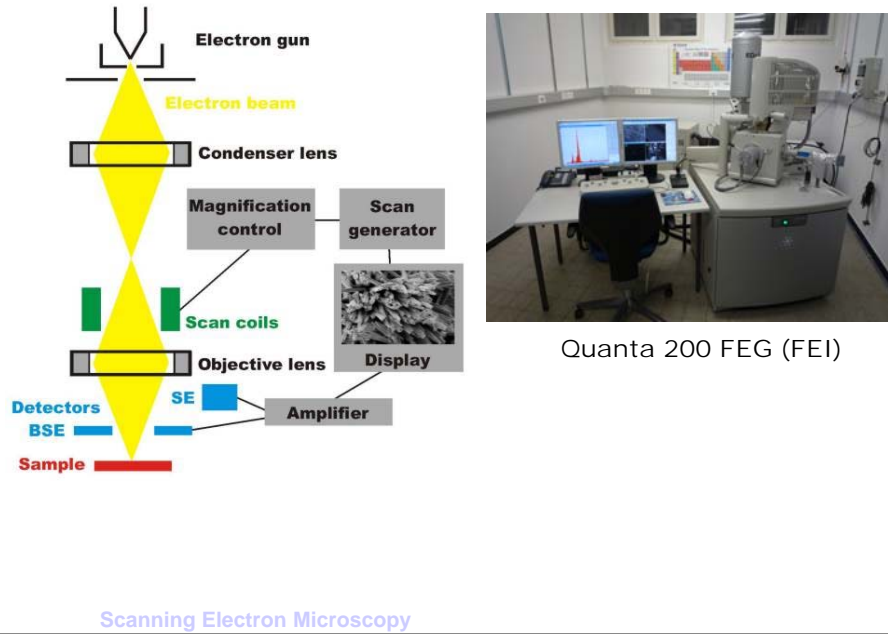 Electron gun
Electron beam
Condenser lens
Magnification
control
Scan
generator
Scan coils
Objective lens
Display
SE
Detectors
Amplifier
BSE
Sample
Quanta 200 FEG (FEI)
Scanning Electron Microscopy